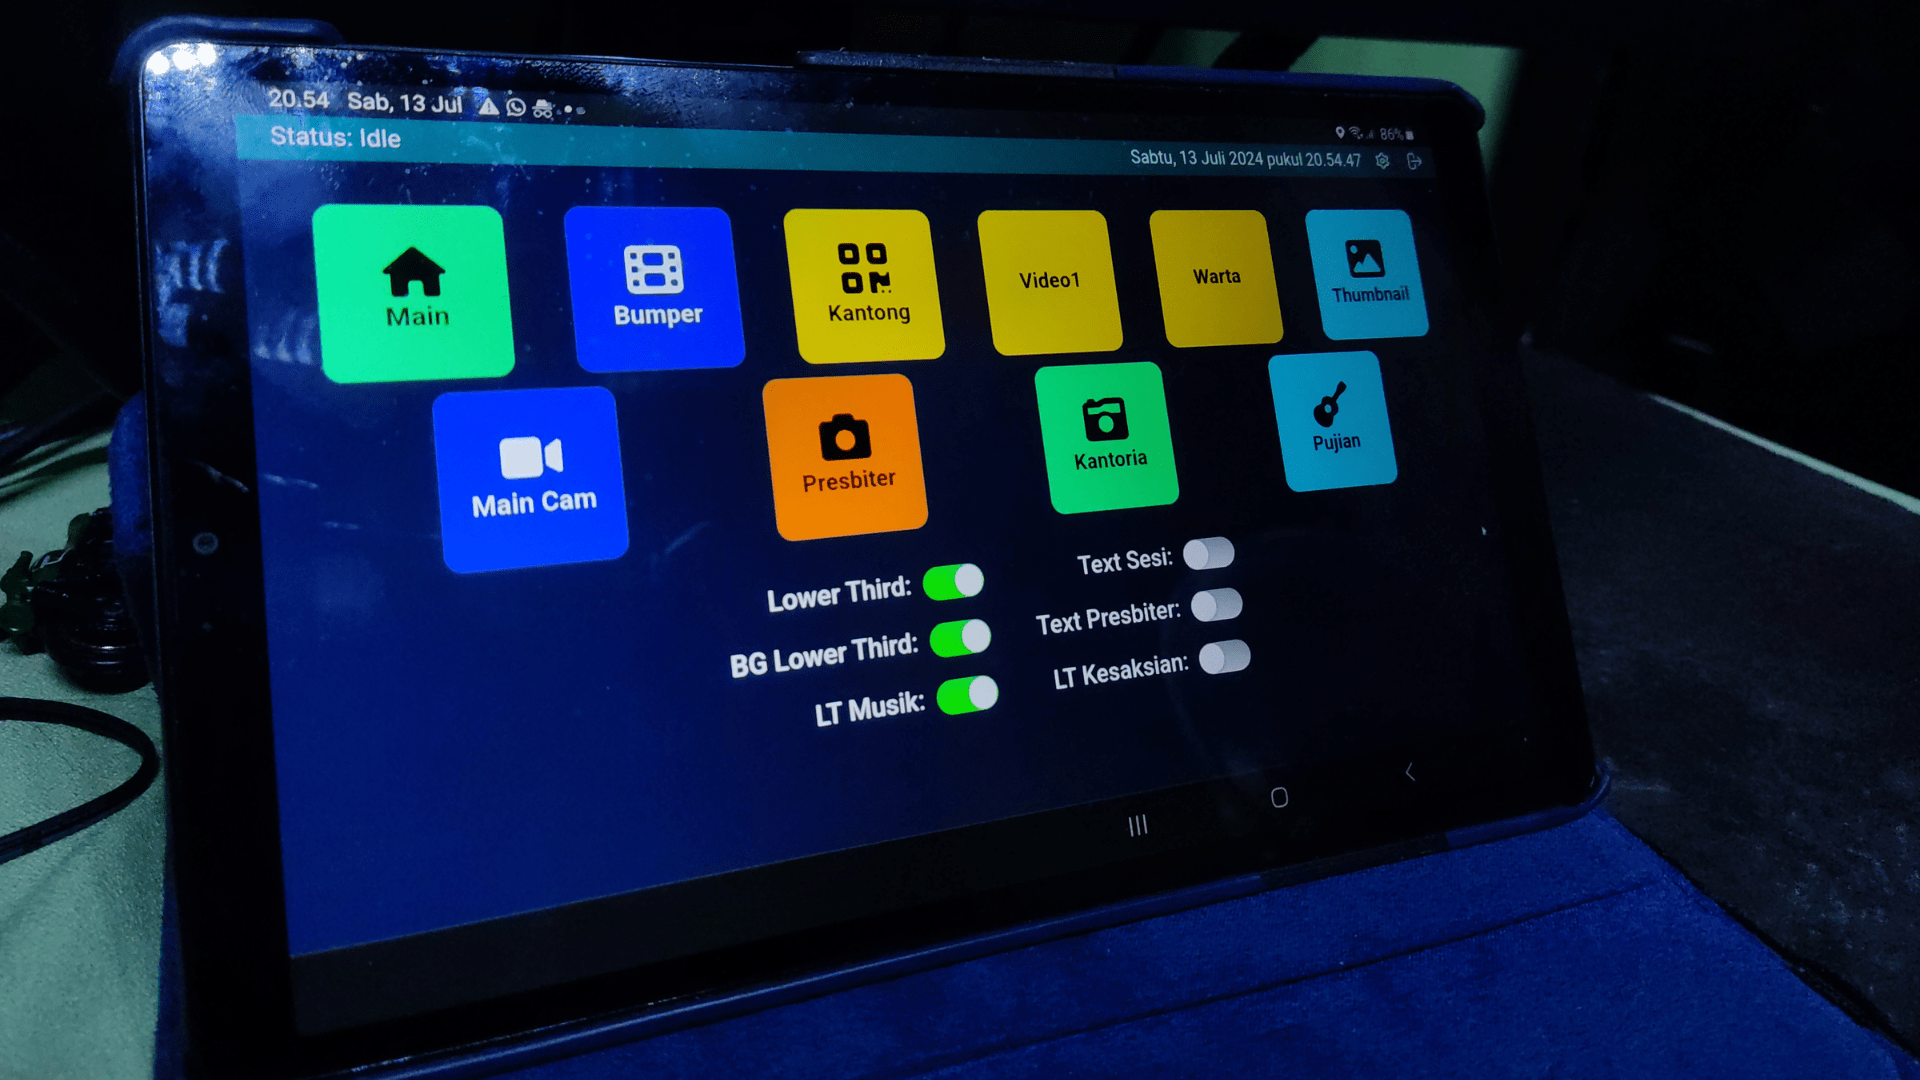 20.54 Sab, 13 Jul
86%
Status: Idle
Sabtu, 13 Juli 2024 pukul 20.54.47
Main
Bumper
Kantong
Video1
Warta
Thumbnail
Main Cam
Presbiter
Kantoria
Pujian
Lower Third:
Text Sesi:
BG Lower Third:
Text Presbiter:
LT Musik:
LT Kesaksian: